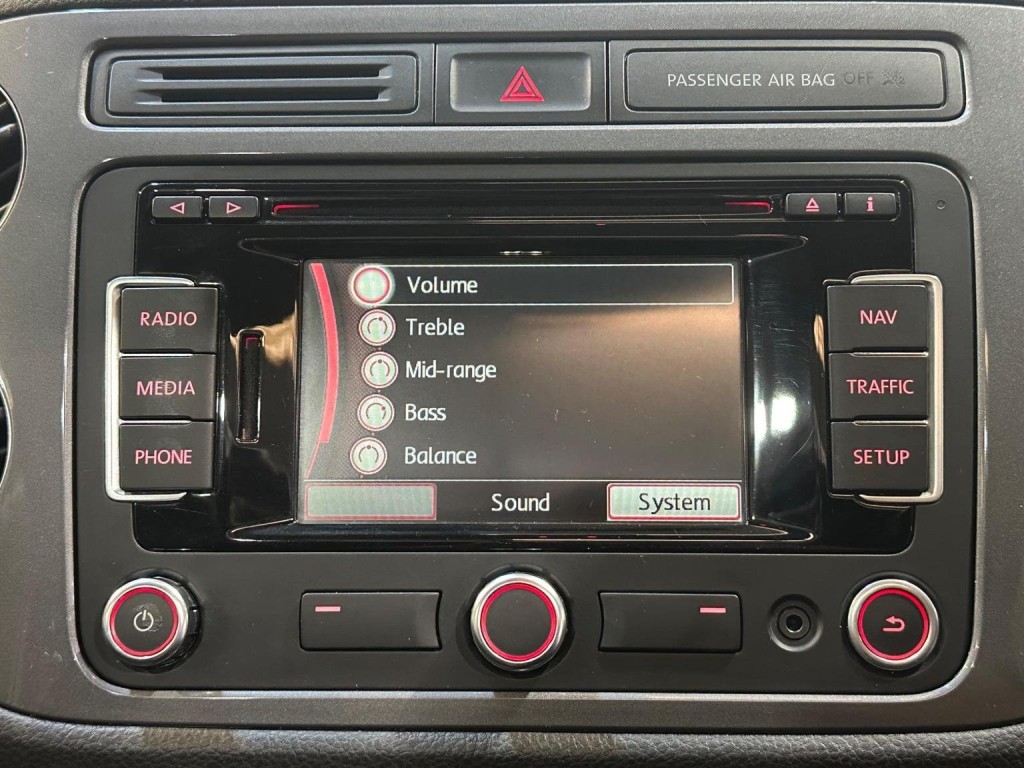 PASSENGER AIR BAG OFF
i
Volume
Treble
Mid-range
Bass
Balance
Sound System
RADIO
MEDIA
PHONE
NAV
TRAFFIC
SETUP